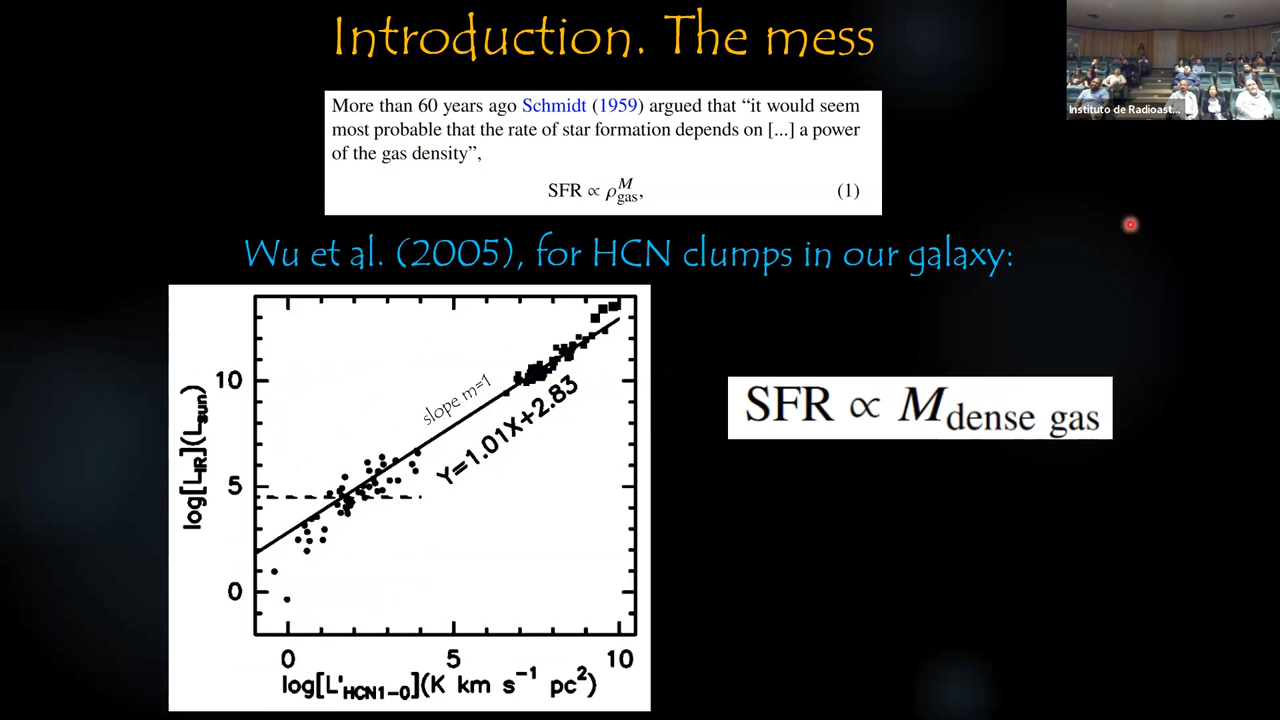 Introduction. The mess
Instituto de Radioast...
More than 60 years ago Schmidt (1959) argued that “it would seem
most probable that the rate of star formation depends on [...] a power
of the gas density”,
SFR ∝ ρ_gas^M, (1)
Wu et al. (2005), for HCN clumps in our galaxy:
log[L_IR](L_sun)
10
5
0
slope m=1
Y=1.01X+2.83
0 5 10
log[L'_HCN1-0](K km s^-1 pc^2)
SFR ∝ M_dense gas